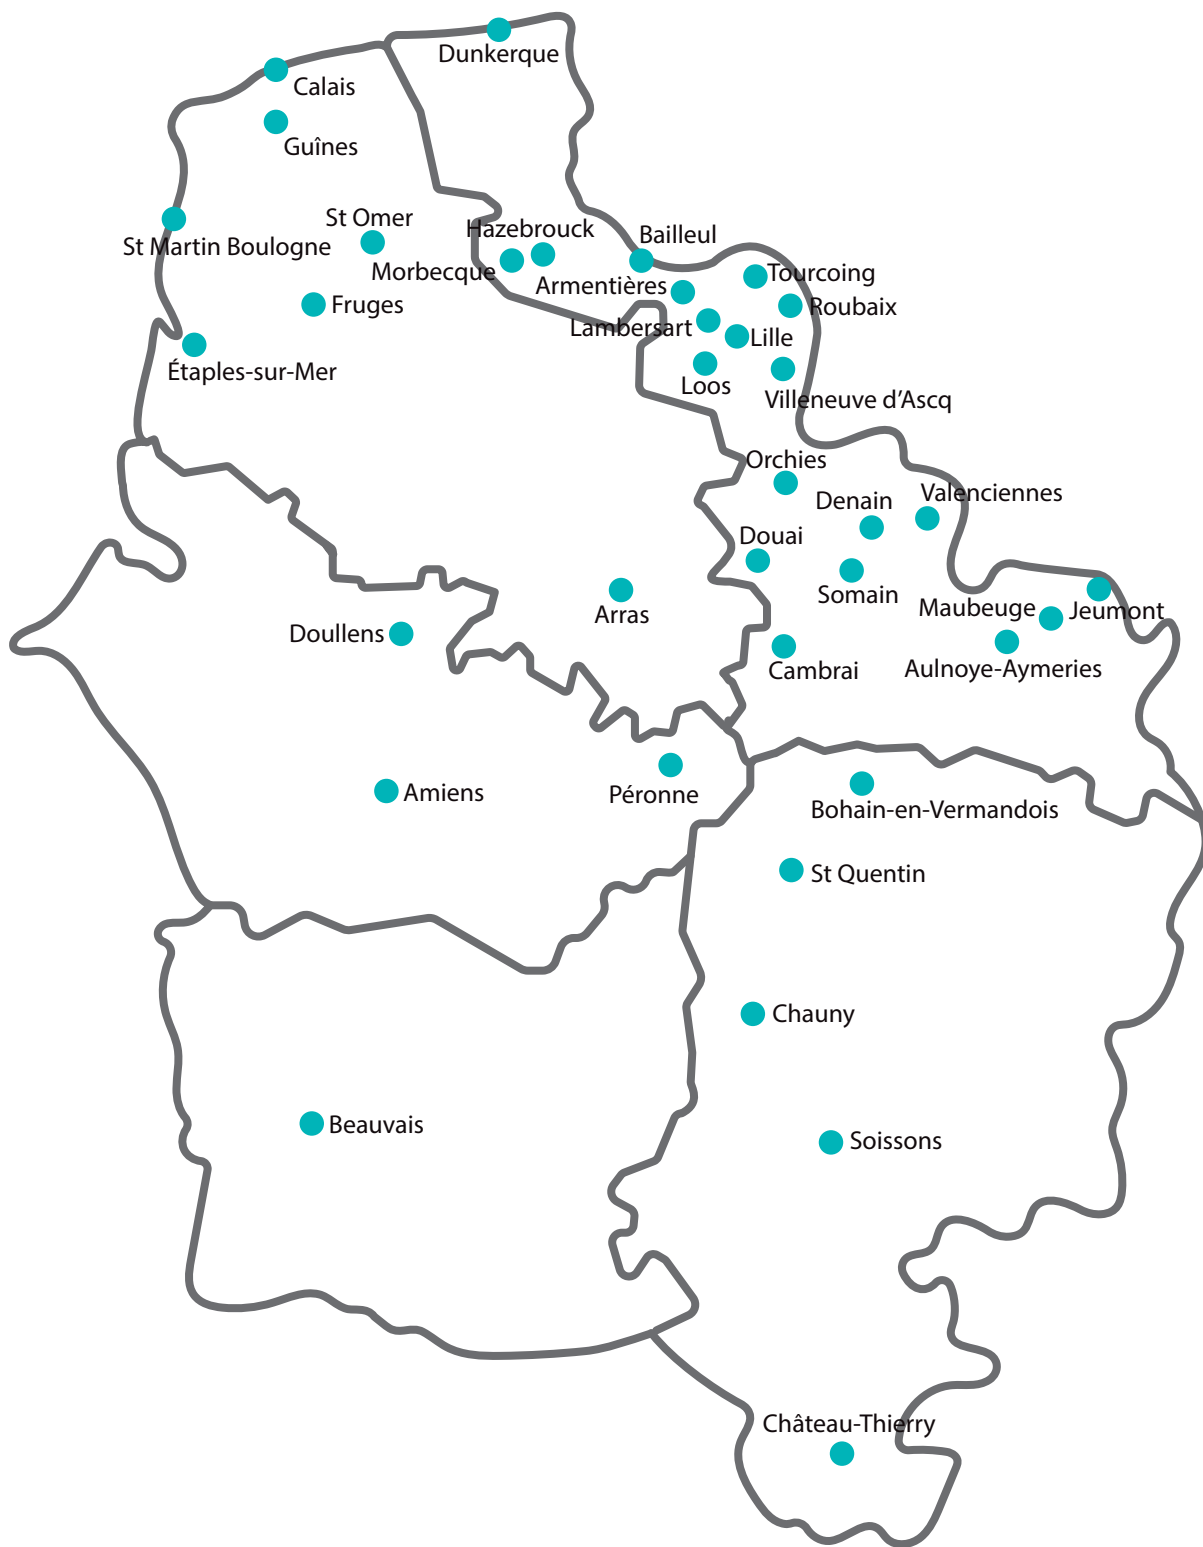 Dunkerque
Calais
Guînes
St Omer
Hazebrouck
Bailleul
St Martin Boulogne
Morbecque
Tourcoing
Armentières
Fruges
Roubaix
Lambersart
Lille
Étaples-sur-Mer
Loos
Villeneuve d’Ascq
Orchies
Denain
Valenciennes
Douai
Somain
Maubeuge
Jeumont
Arras
Doullens
Cambrai
Aulnoye-Aymeries
Amiens
Péronne
Bohain-en-Vermandois
St Quentin
Chauny
Beauvais
Soissons
Château-Thierry